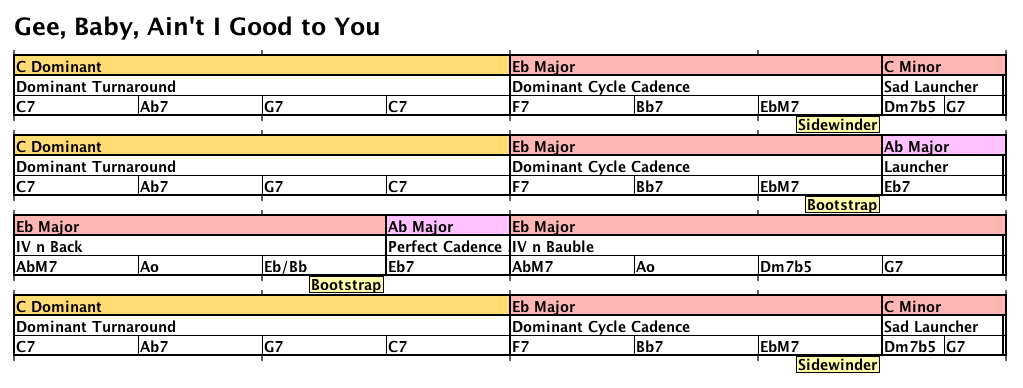 Gee, Baby, Ain't I Good to You
C Dominant Eb Major C Minor
Dominant Turnaround Dominant Cycle Cadence Sad Launcher
C7 Ab7 G7 C7 F7 Bb7 EbM7 Dm7b5 G7
Sidewinder
C Dominant Eb Major Ab Major
Dominant Turnaround Dominant Cycle Cadence Launcher
C7 Ab7 G7 C7 F7 Bb7 EbM7 Eb7
Bootstrap
Eb Major Ab Major Eb Major
IV n Back Perfect Cadence IV n Bauble
AbM7 Ao Eb/Bb Eb7 AbM7 Ao Dm7b5 G7
Bootstrap
C Dominant Eb Major C Minor
Dominant Turnaround Dominant Cycle Cadence Sad Launcher
C7 Ab7 G7 C7 F7 Bb7 EbM7 Dm7b5 G7
Sidewinder